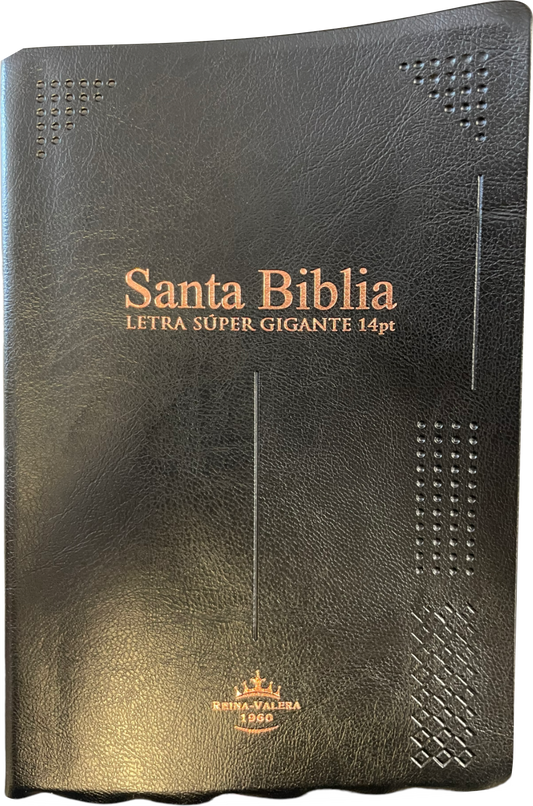 Santa Biblia
LETRA SÚPER GIGANTE 14pt
REINA-VALERA
1960